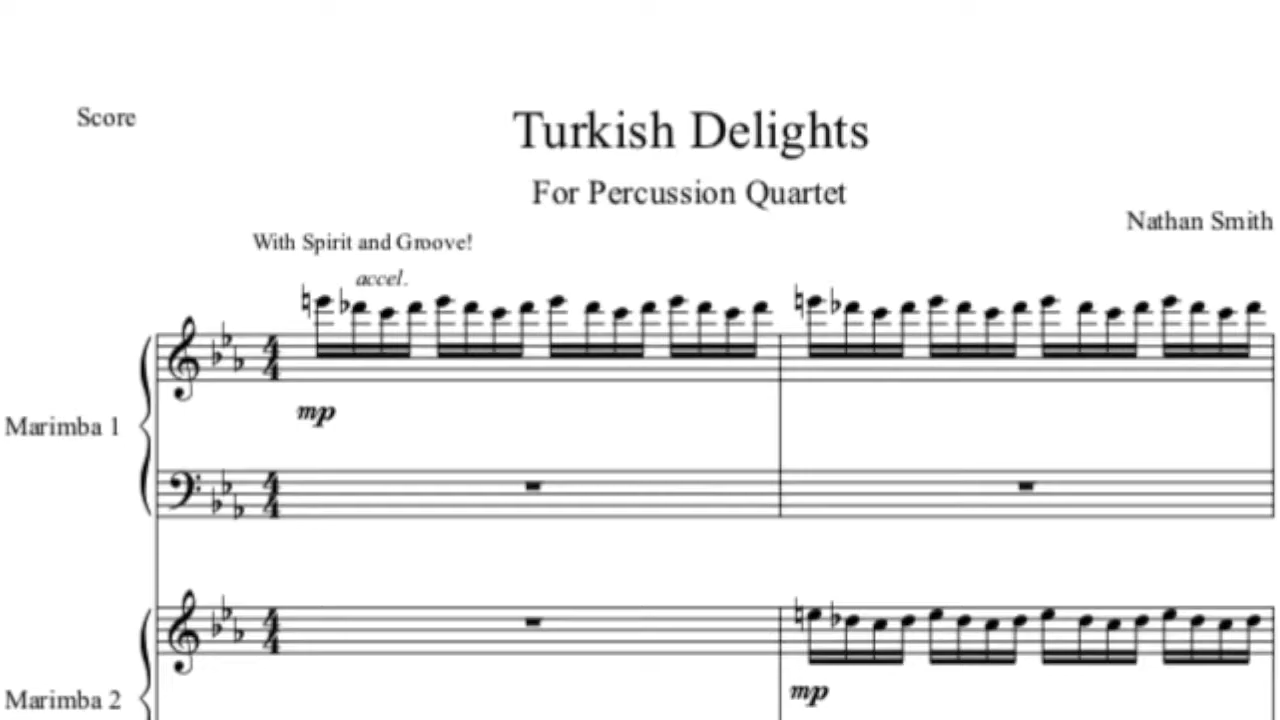 Score
Turkish Delights
For Percussion Quartet
Nathan Smith
With Spirit and Groove!
accel.
mp
Marimba 1
mp
Marimba 2